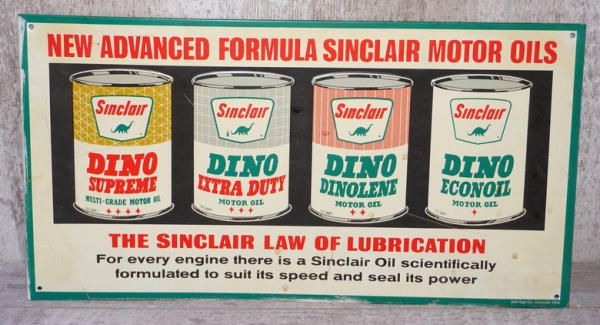 NEW ADVANCED FORMULA SINCLAIR MOTOR OILS
Sinclair
DINO
SUPREME
MULTI-GRADE MOTOR OIL
Sinclair
DINO
EXTRA DUTY
MOTOR OIL
Sinclair
DINO
DINOLENE
MOTOR OIL
Sinclair
DINO
ECONOIL
MOTOR OIL
THE SINCLAIR LAW OF LUBRICATION
For every engine there is a Sinclair Oil scientifically
formulated to suit its speed and seal its power